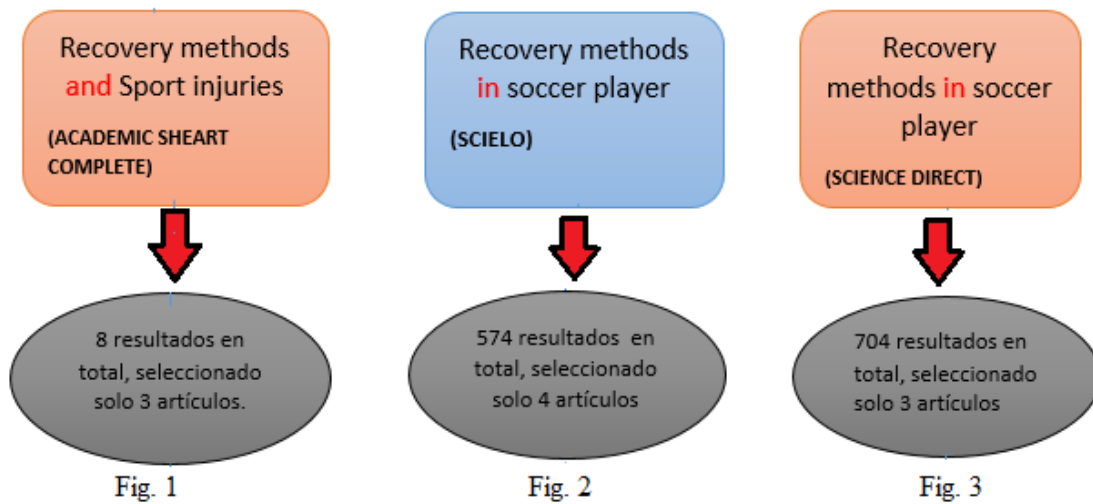 Recovery methods
and Sport injuries
(ACADEMIC SHEART
COMPLETE)
8 resultados en
total, seleccionado
solo 3 artículos.
Fig. 1
Recovery methods
in soccer player
(SCIELO)
574 resultados en
total, seleccionado
solo 4 artículos
Fig. 2
Recovery
methods in soccer
player
(SCIENCE DIRECT)
704 resultados en
total, seleccionado
solo 3 artículos
Fig. 3